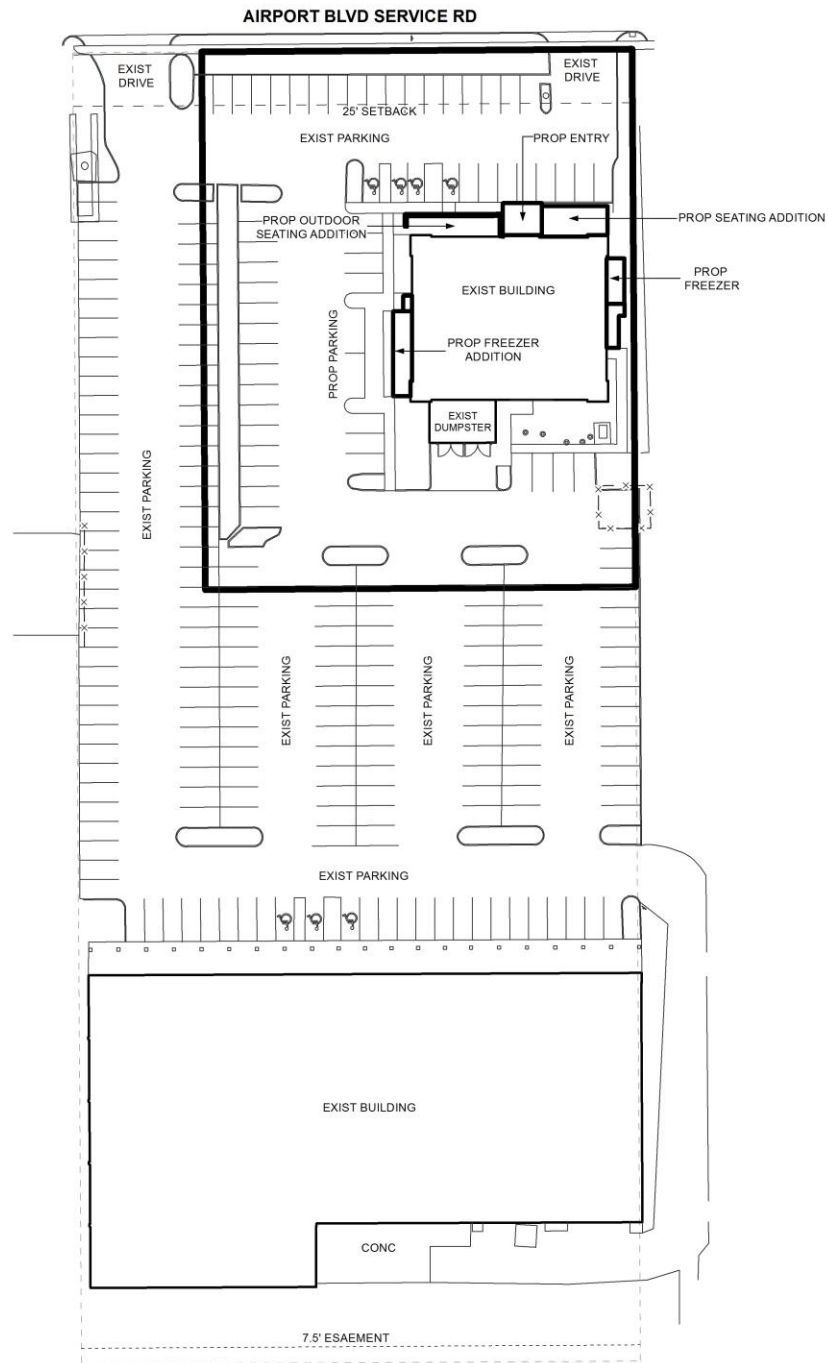 AIRPORT BLVD SERVICE RD
EXIST
DRIVE
EXIST
DRIVE
25' SETBACK
EXIST PARKING
PROP ENTRY
PROP OUTDOOR
SEATING ADDITION
PROP SEATING ADDITION
EXIST BUILDING
PROP
FREEZER
PROP PARKING
PROP FREEZER
ADDITION
EXIST
DUMPSTER
EXIST PARKING
EXIST PARKING
EXIST PARKING
EXIST PARKING
EXIST PARKING
EXIST BUILDING
CONC
7.5' ESAEMENT